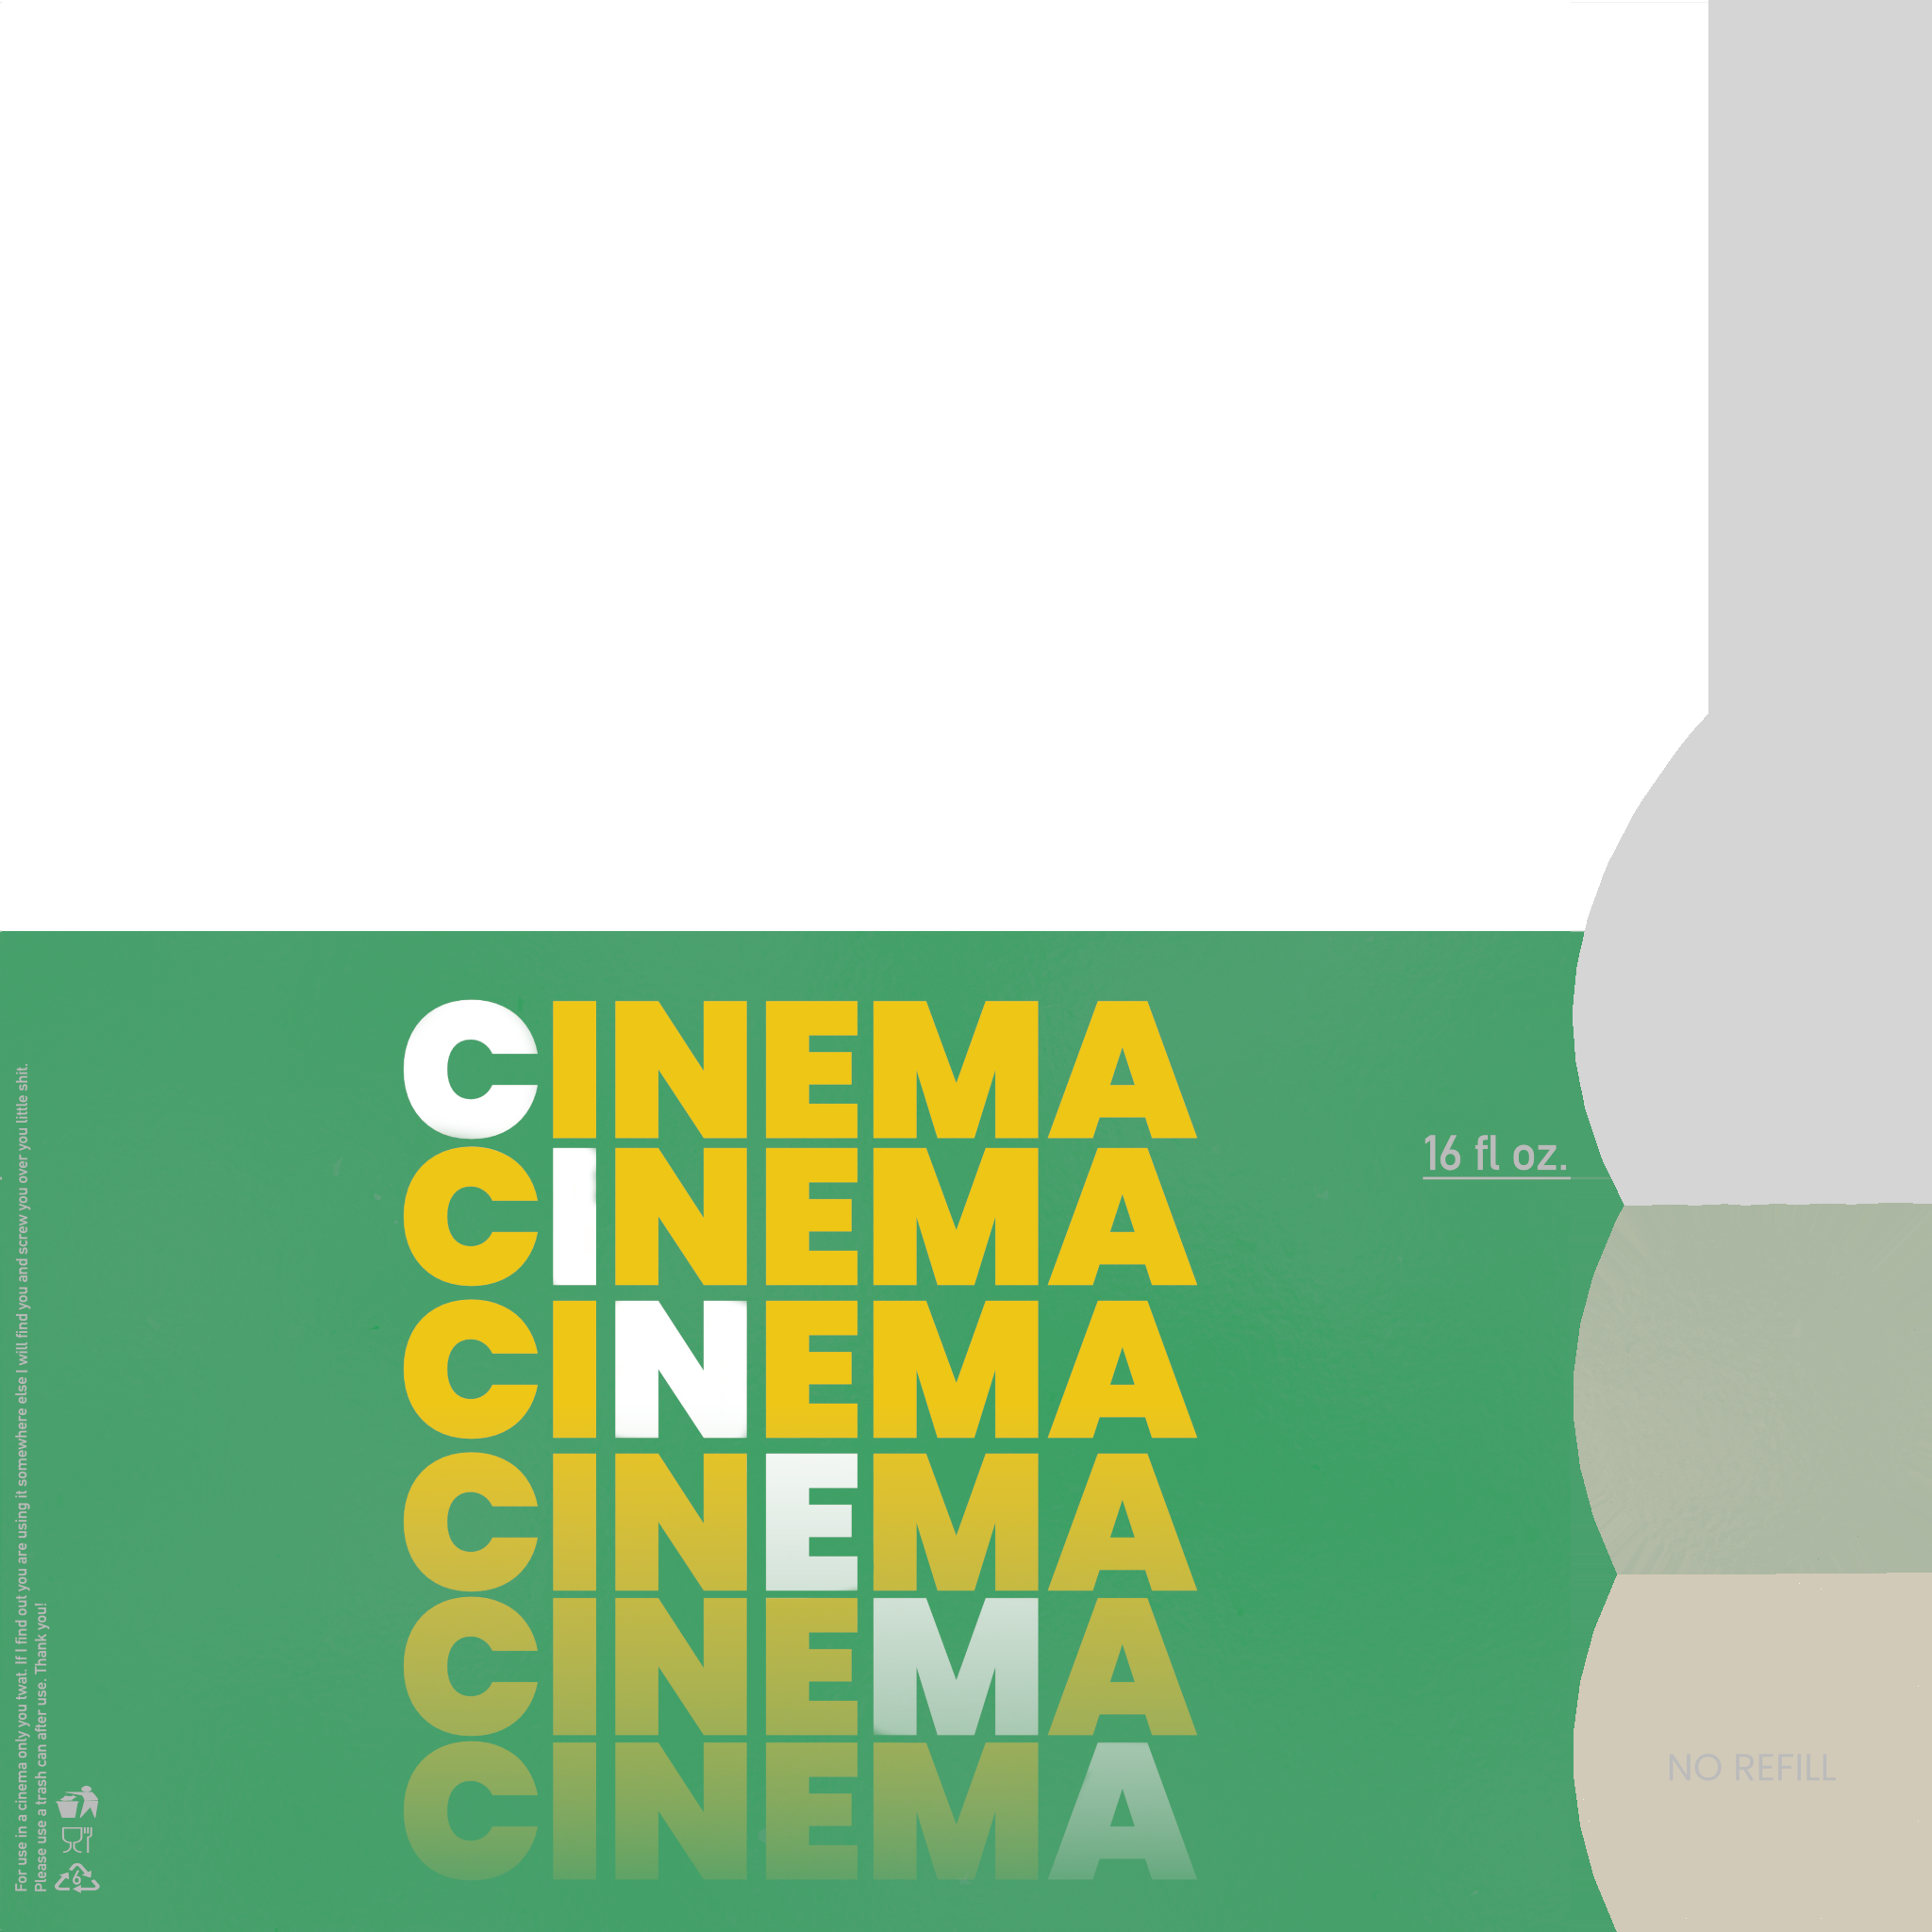 CINEMA
CINEMA
CINEMA
CINEMA
CINEMA
CINEMA
16 fl oz.
NO REFILL
For use in a cinema only you twat. If I find out you are using it somewhere else I will find you and screw you over you little shit.
Please use a trash can after use. Thank you!
6